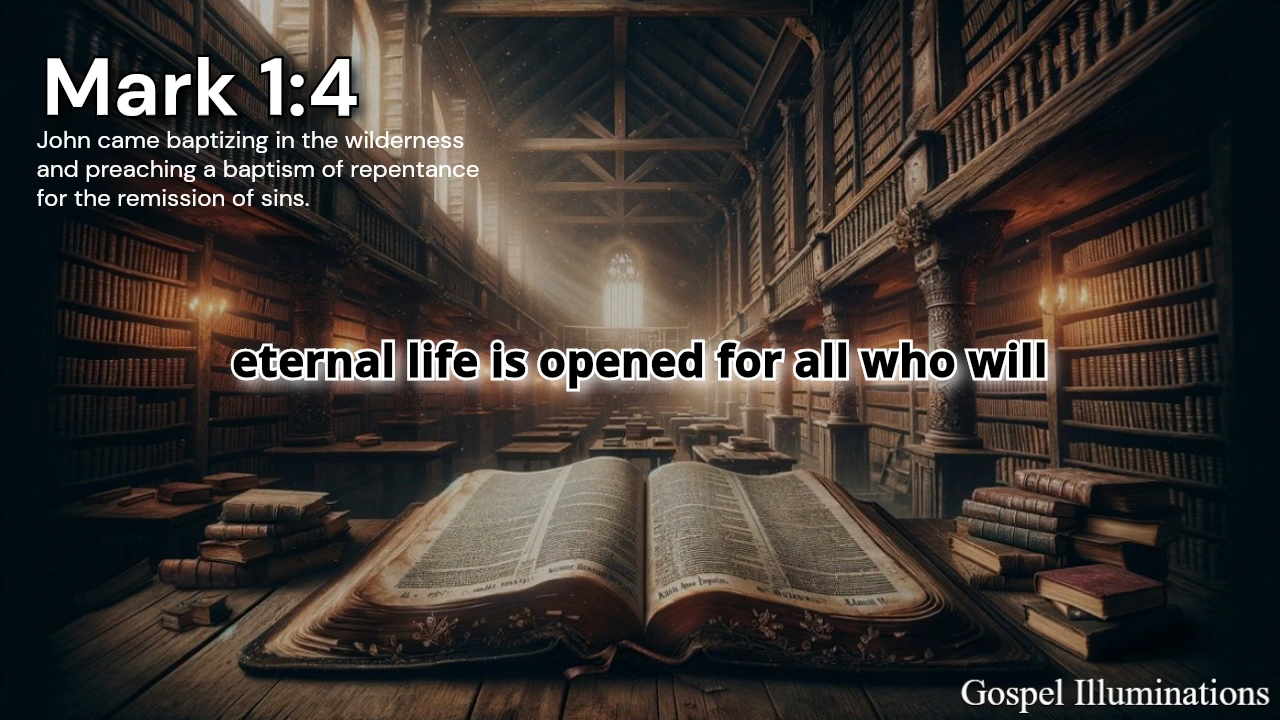 Mark 1:4
John came baptizing in the wilderness
and preaching a baptism of repentance
for the remission of sins.
eternal life is opened for all who will
Gospel Illuminations